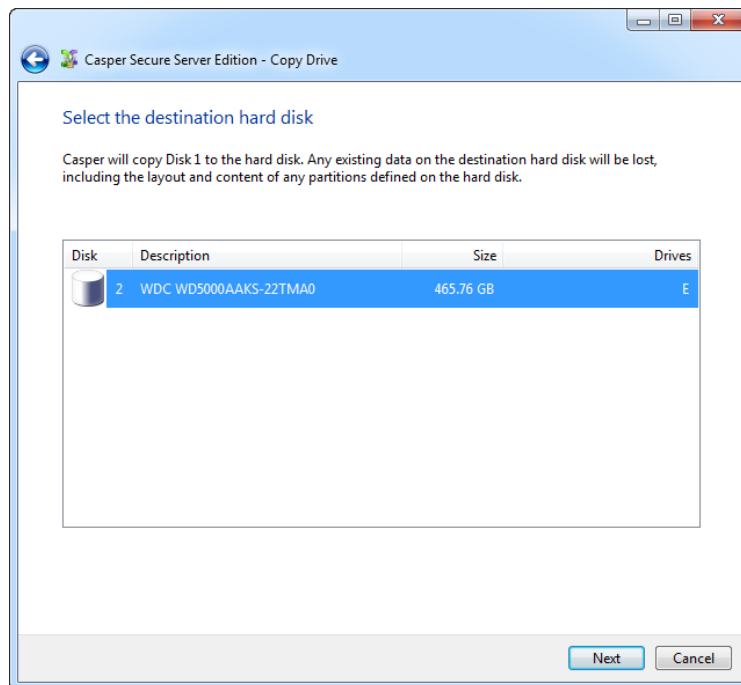 Casper Secure Server Edition - Copy Drive
Select the destination hard disk
Casper will copy Disk 1 to the hard disk. Any existing data on the destination hard disk will be lost,
including the layout and content of any partitions defined on the hard disk.
Disk Description Size Drives
2 WDC WD5000AAKS-22TMA0 465.76 GB E
Next Cancel